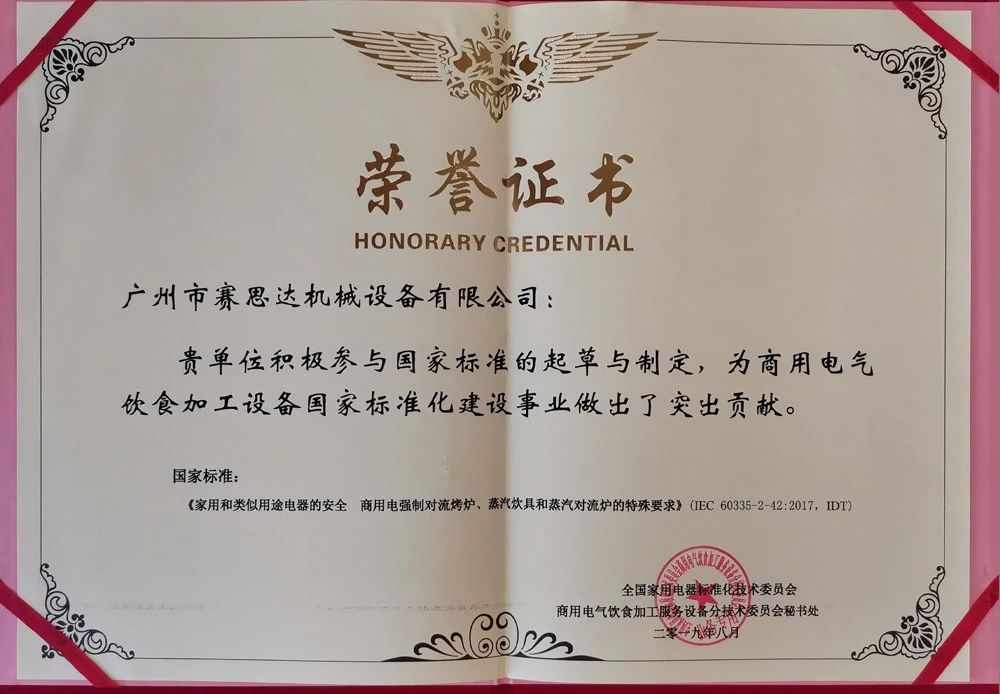 荣誉证书
HONORARY CREDENTIAL
广州市赛思达机械设备有限公司：
贵单位积极参与国家标准的起草与制定，为商用电气
饮食加工设备国家标准化建设事业做出了突出贡献。
国家标准：
《家用和类似用途电器的安全　商用电强制对流烤炉、蒸汽炊具和蒸汽对流炉的特殊要求》(IEC 60335-2-42:2017，IDT)
全国家用电器标准化技术委员会
商用电气饮食加工服务设备分技术委员会秘书处
二零一九年八月